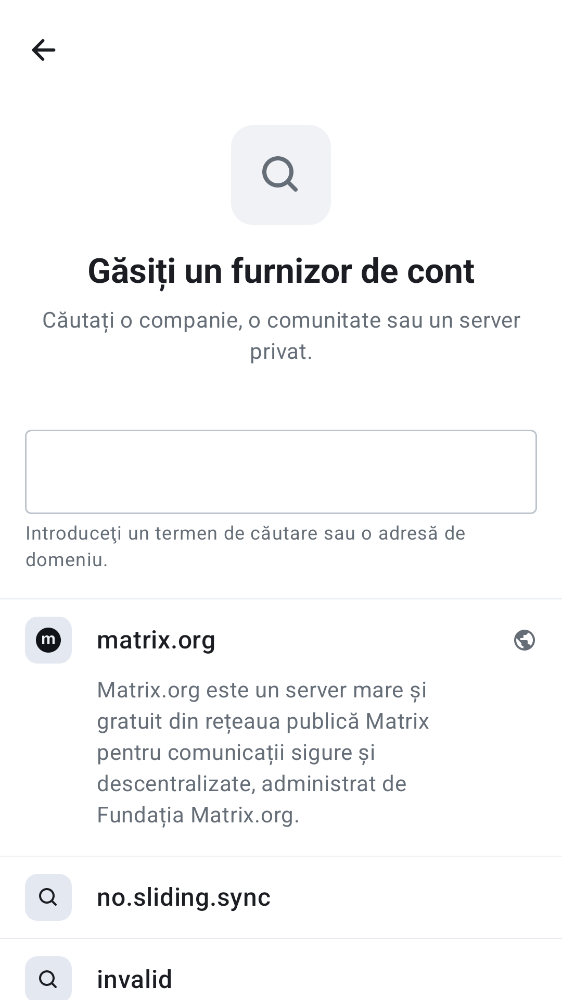 Găsiți un furnizor de cont
Căutați o companie, o comunitate sau un server
privat.
Introduceţi un termen de căutare sau o adresă de
domeniu.
m
matrix.org
Matrix.org este un server mare și
gratuit din rețeaua publică Matrix
pentru comunicații sigure și
descentralizate, administrat de
Fundația Matrix.org.
no.sliding.sync
invalid